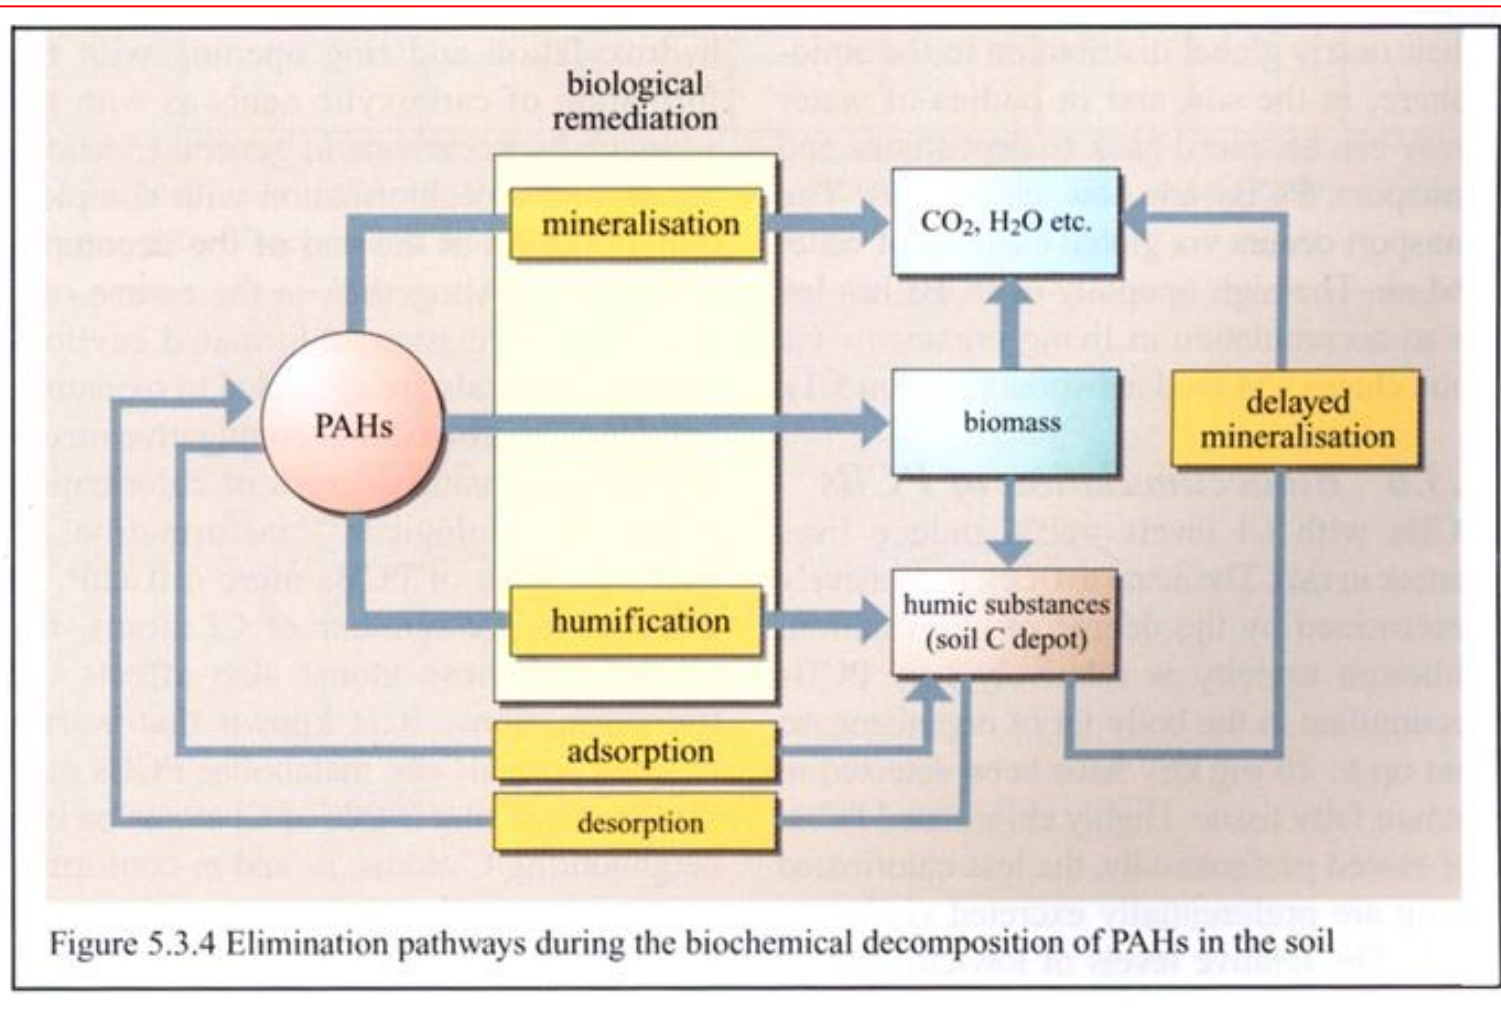 biological
remediation
mineralisation
CO₂, H₂O etc.
PAHs
biomass
delayed
mineralisation
humification
humic substances
(soil C depot)
adsorption
desorption
Figure 5.3.4 Elimination pathways during the biochemical decomposition of PAHs in the soil